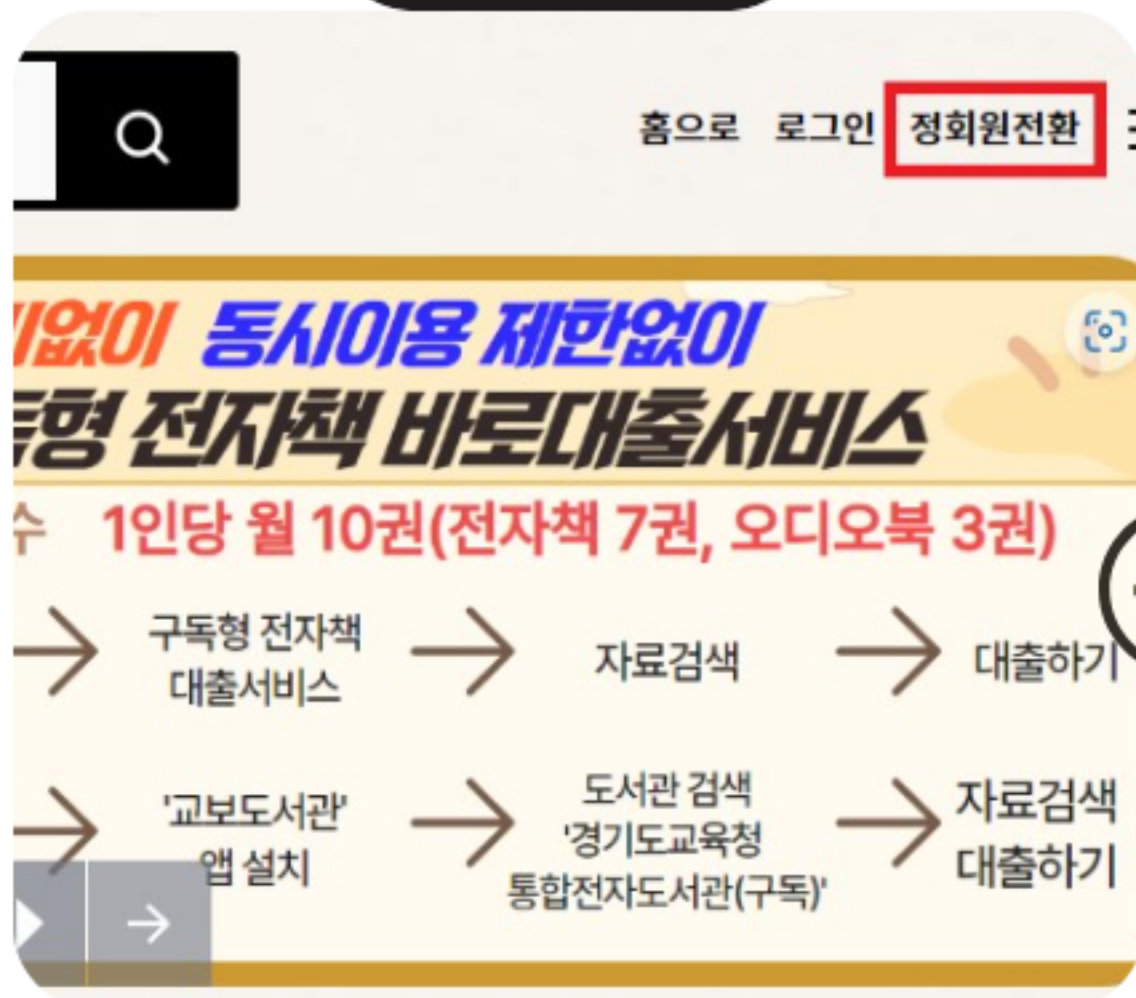 홈으로 로그인 정회원전환
없이 동시이용 제한없이
형 전자책 바로대출서비스
수 1인당 월 10권(전자책 7권, 오디오북 3권)
구독형 전자책
대출서비스
자료검색
대출하기
'교보도서관'
앱 설치
도서관 검색
'경기도교육청
통합전자도서관(구독)'
자료검색
대출하기